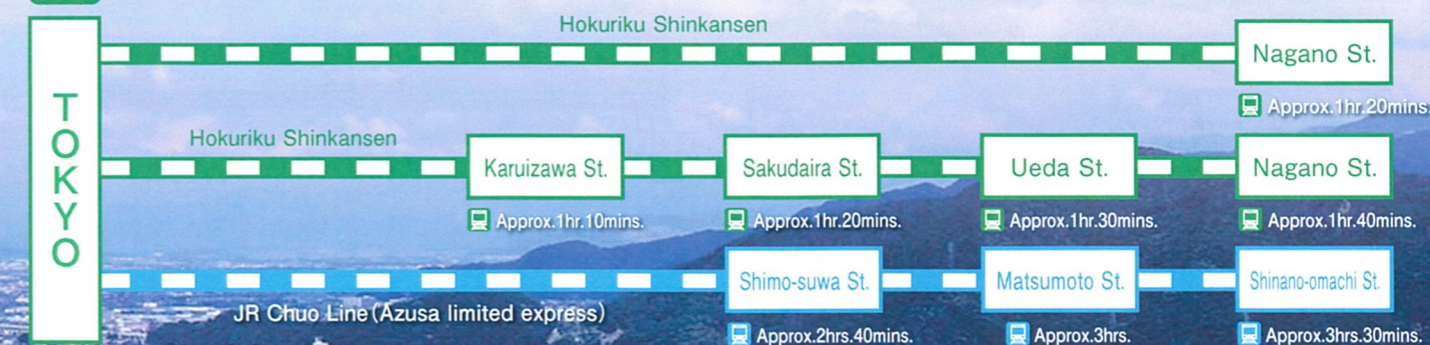 TOKYO
Hokuriku Shinkansen
Nagano St.
Approx.1hr.20mins.
Hokuriku Shinkansen
Karuizawa St.
Approx.1hr.10mins.
Sakudaira St.
Approx.1hr.20mins.
Ueda St.
Approx.1hr.30mins.
Nagano St.
Approx.1hr.40mins.
JR Chuo Line(Azusa limited express)
Shimo-suwa St.
Approx.2hrs.40mins.
Matsumoto St.
Approx.3hrs.
Shinano-omachi St.
Approx.3hrs.30mins.